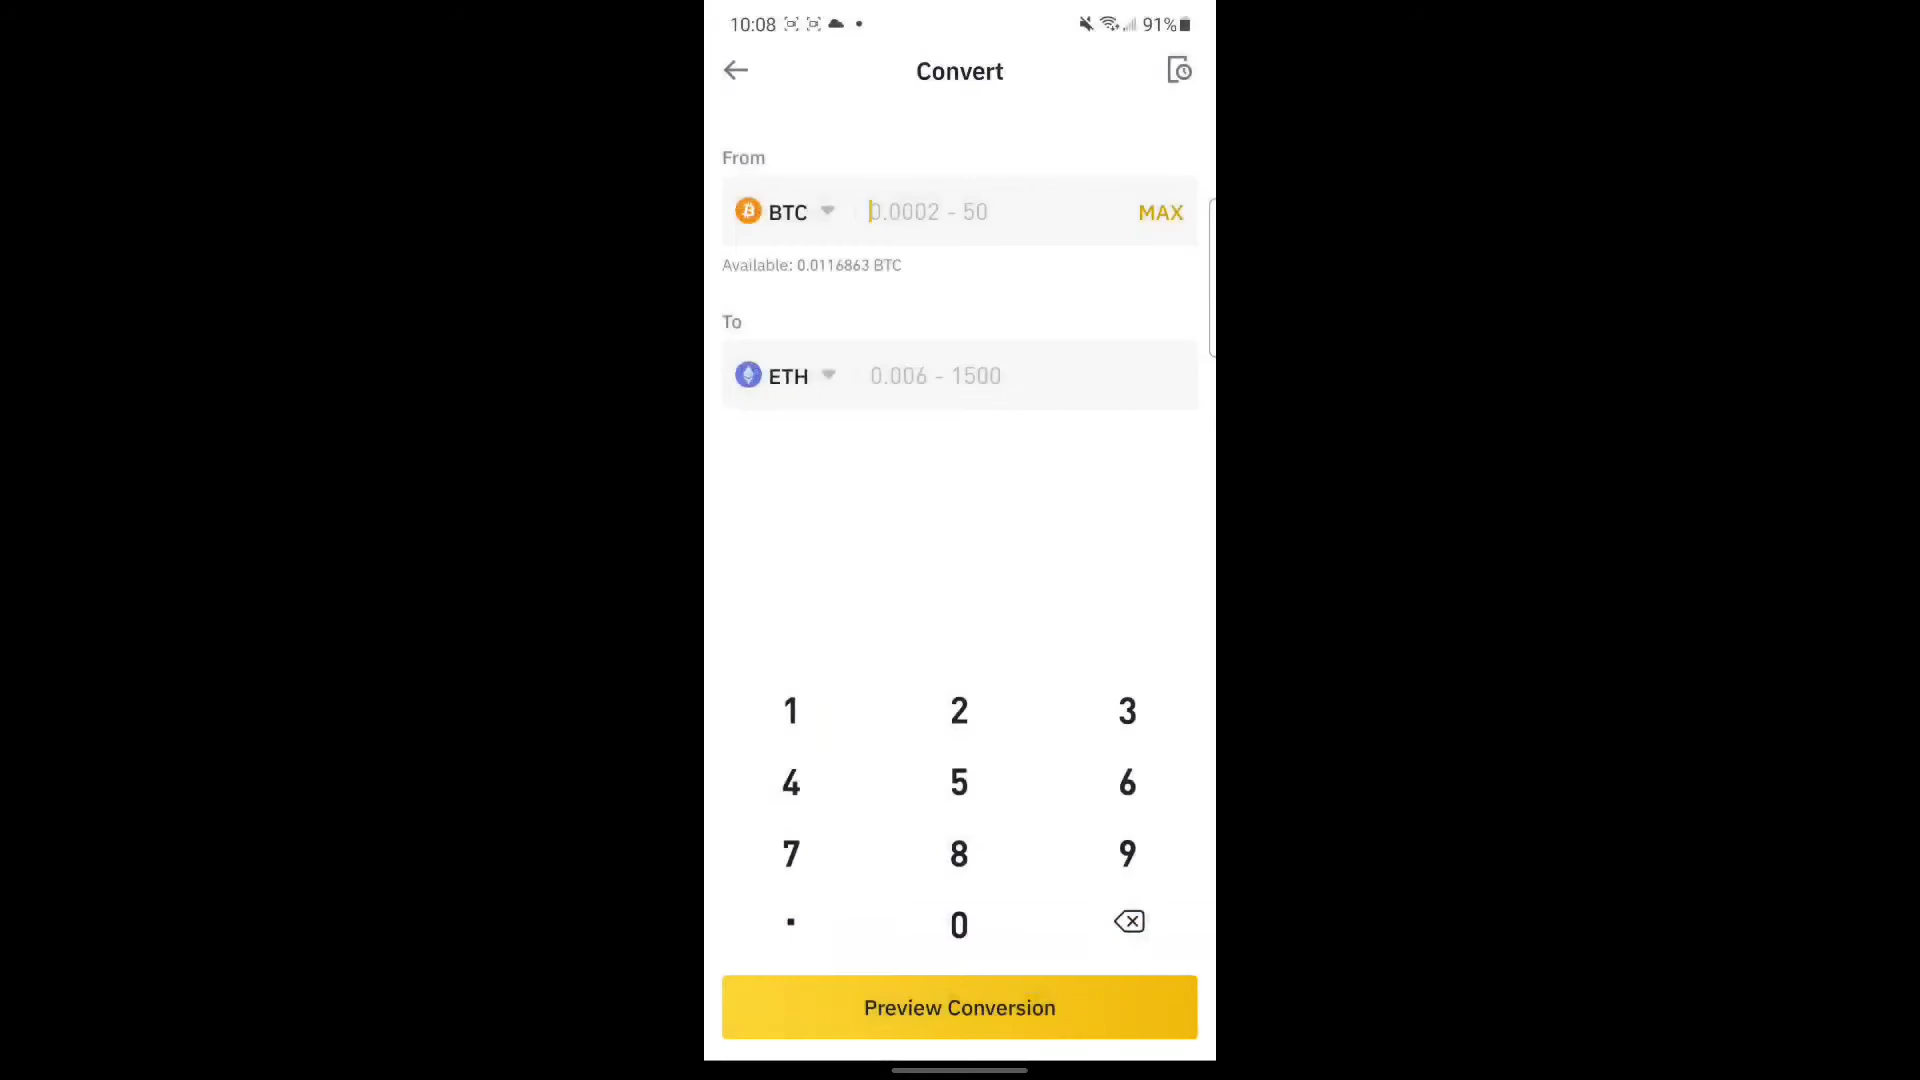 10:08 91%
Convert
From
BTC 0.0002 - 50 MAX
Available: 0.0116863 BTC
To
ETH 0.006 - 1500
1 2 3
4 5 6
7 8 9
. 0
Preview Conversion